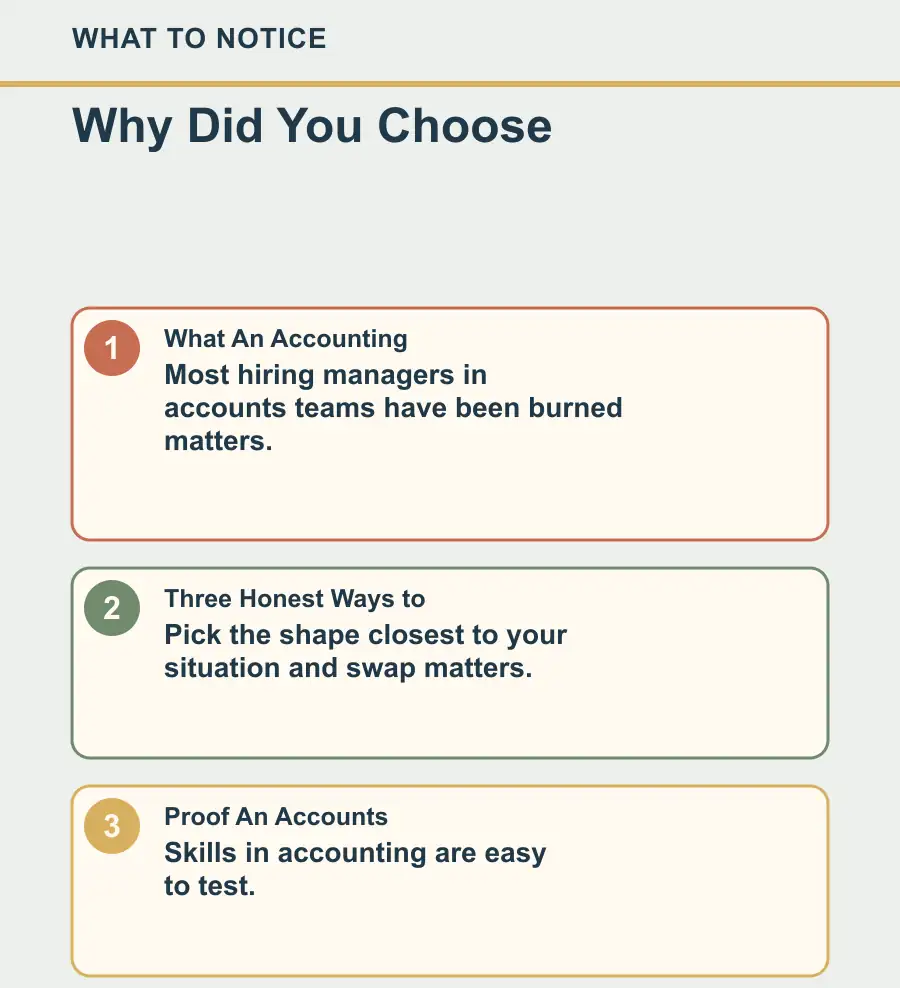 WHAT TO NOTICE
Why Did You Choose
1
What An Accounting
Most hiring managers in
accounts teams have been burned
matters.
2
Three Honest Ways to
Pick the shape closest to your
situation and swap matters.
3
Proof An Accounts
Skills in accounting are easy
to test.